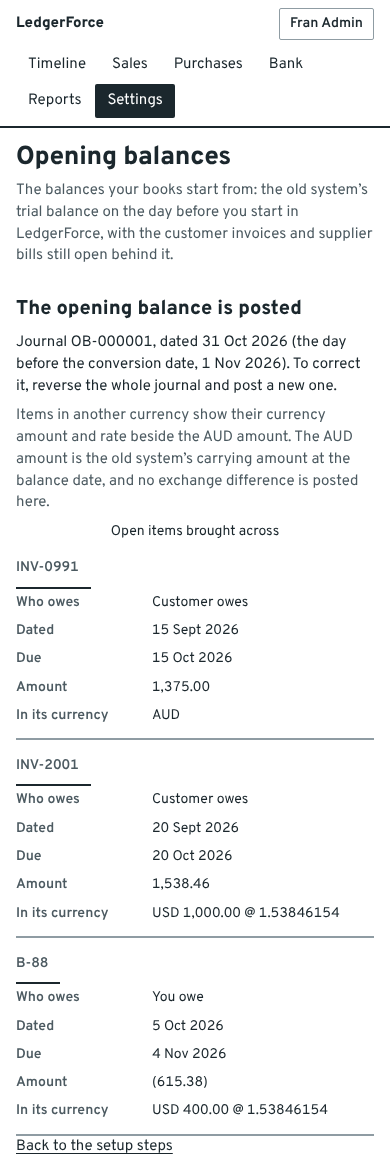 LedgerForce
Fran Admin
Timeline Sales Purchases Bank
Reports Settings
Opening balances
The balances your books start from: the old system's
trial balance on the day before you start in
LedgerForce, with the customer invoices and supplier
bills still open behind it.
The opening balance is posted
Journal OB-000001, dated 31 Oct 2026 (the day
before the conversion date, 1 Nov 2026). To correct
it, reverse the whole journal and post a new one.
Items in another currency show their currency
amount and rate beside the AUD amount. The AUD
amount is the old system's carrying amount at the
balance date, and no exchange difference is posted
here.
Open items brought across
INV-0991
Who owes Customer owes
Dated 15 Sept 2026
Due 15 Oct 2026
Amount 1,375.00
In its currency AUD
INV-2001
Who owes Customer owes
Dated 20 Sept 2026
Due 20 Oct 2026
Amount 1,538.46
In its currency USD 1,000.00 @ 1.53846154
B-88
Who owes You owe
Dated 5 Oct 2026
Due 4 Nov 2026
Amount (615.38)
In its currency USD 400.00 @ 1.53846154
Back to the setup steps